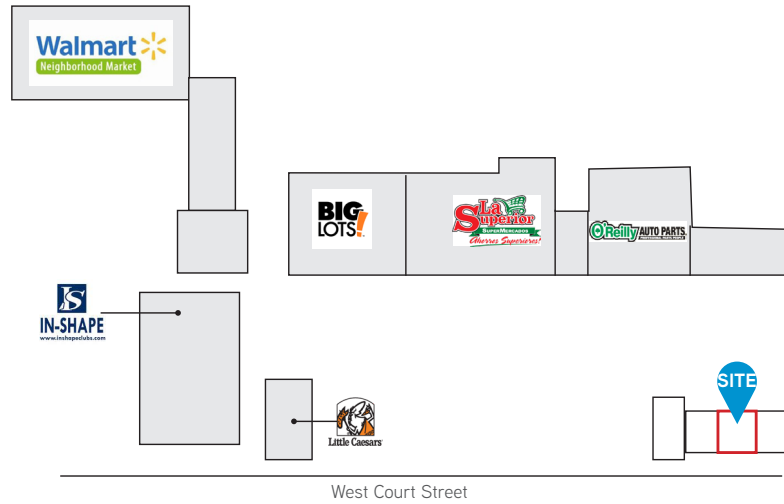 Walmart
Neighborhood Market
BIG
LOTS!
La
Superior
SUPERMERCADOS
Ahorros Superiores!
O'Reilly AUTO PARTS.
IN-SHAPE
www.inshapeclubs.com
SITE
Little Caesars
West Court Street